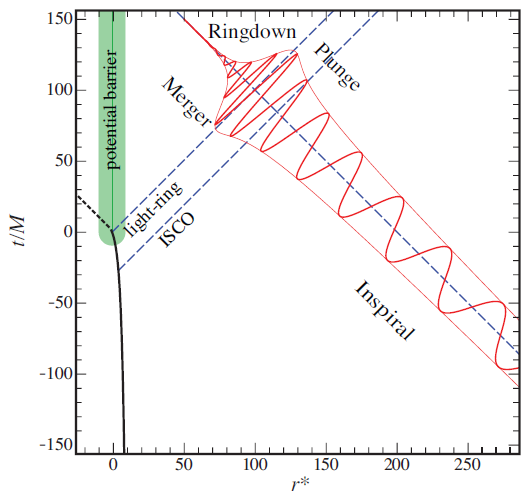 150
100
50
0
-50
-100
-150
t/M
potential barrier
Ringdown
Plunge
Merger
light-ring
ISCO
Inspiral
0
50
100
150
200
250
r*